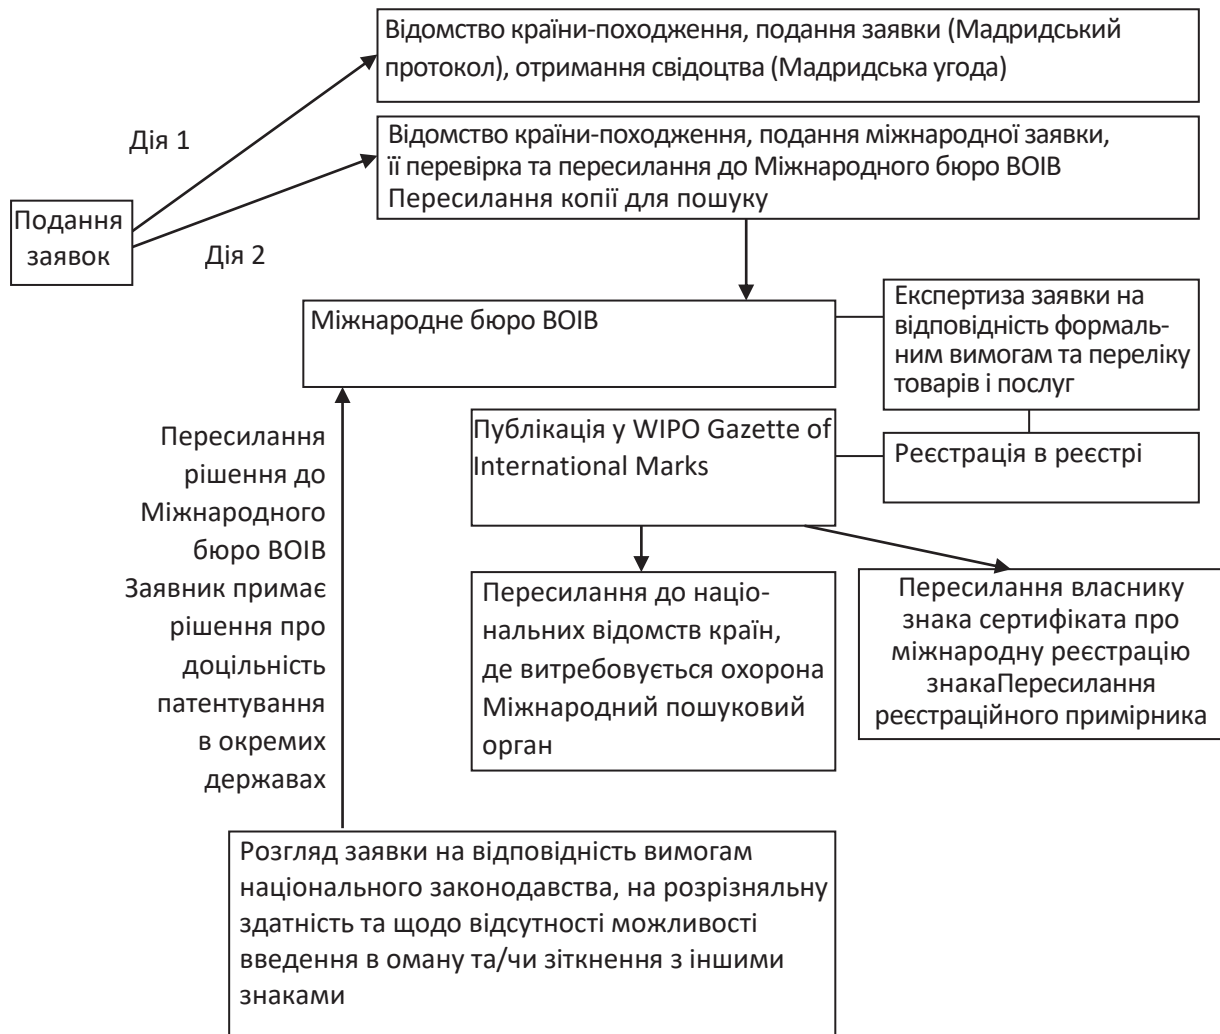 Відомство країни-походження, подання заявки (Мадридський
протокол), отримання свідоцтва (Мадридська угода)
Дія 1
Відомство країни-походження, подання міжнародної заявки,
її перевірка та пересилання до Міжнародного бюро ВОІВ
Пересилання копії для пошуку
Подання
заявок
Дія 2
Міжнародне бюро ВОІВ
Експертиза заявки на
відповідність формаль-
ним вимогам та переліку
товарів і послуг
Пересилання
рішення до
Міжнародного
бюро ВОІВ
Заявник примає
рішення про
доцільність
патентування
в окремих
державах
Публікація у WIPO Gazette of
International Marks
Реєстрація в реєстрі
Пересилання до націо-
нальних відомств країн,
де витребовується охорона
Міжнародний пошуковий
орган
Пересилання власнику
знака сертифіката про
міжнародну реєстрацію
знакаПересилання
реєстраційного примірника
Розгляд заявки на відповідність вимогам
національного законодавства, на розрізняльну
здатність та щодо відсутності можливості
введення в оману та/чи зіткнення з іншими
знаками